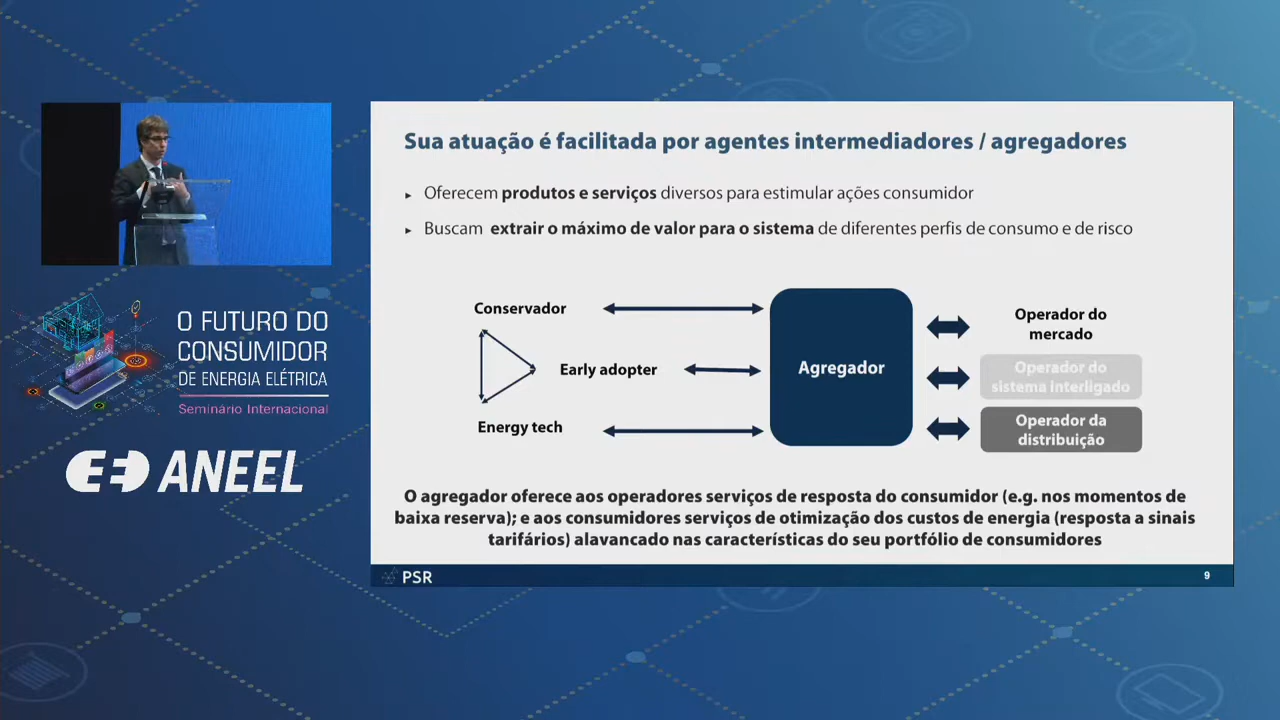 Sua atuação é facilitada por agentes intermediadores / agregadores
▸ Oferecem produtos e serviços diversos para estimular ações consumidor
▸ Buscam extrair o máximo de valor para o sistema de diferentes perfis de consumo e de risco
Conservador
Early adopter
Energy tech
Agregador
Operador do
mercado
Operador do
sistema interligado
Operador da
distribuição
O agregador oferece aos operadores serviços de resposta do consumidor (e.g. nos momentos de
baixa reserva); e aos consumidores serviços de otimização dos custos de energia (resposta a sinais
tarifários) alavancado nas características do seu portfólio de consumidores
PSR
9
O FUTURO DO
CONSUMIDOR
DE ENERGIA ELÉTRICA
Seminário Internacional
ANEEL